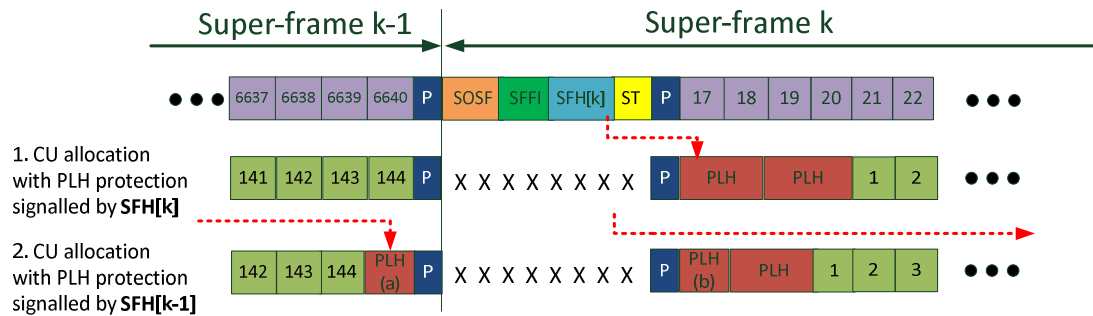 Super-frame k-1 Super-frame k
6637 6638 6639 6640 P SOSF SFFI SFH[k] ST P 17 18 19 20 21 22
1. CU allocation
with PLH protection
signalled by SFH[k]
141 142 143 144 P X X X X X X X X P PLH PLH 1 2
2. CU allocation
with PLH protection
signalled by SFH[k-1]
142 143 144 PLH (a) P X X X X X X X X P PLH (b) PLH 1 2 3